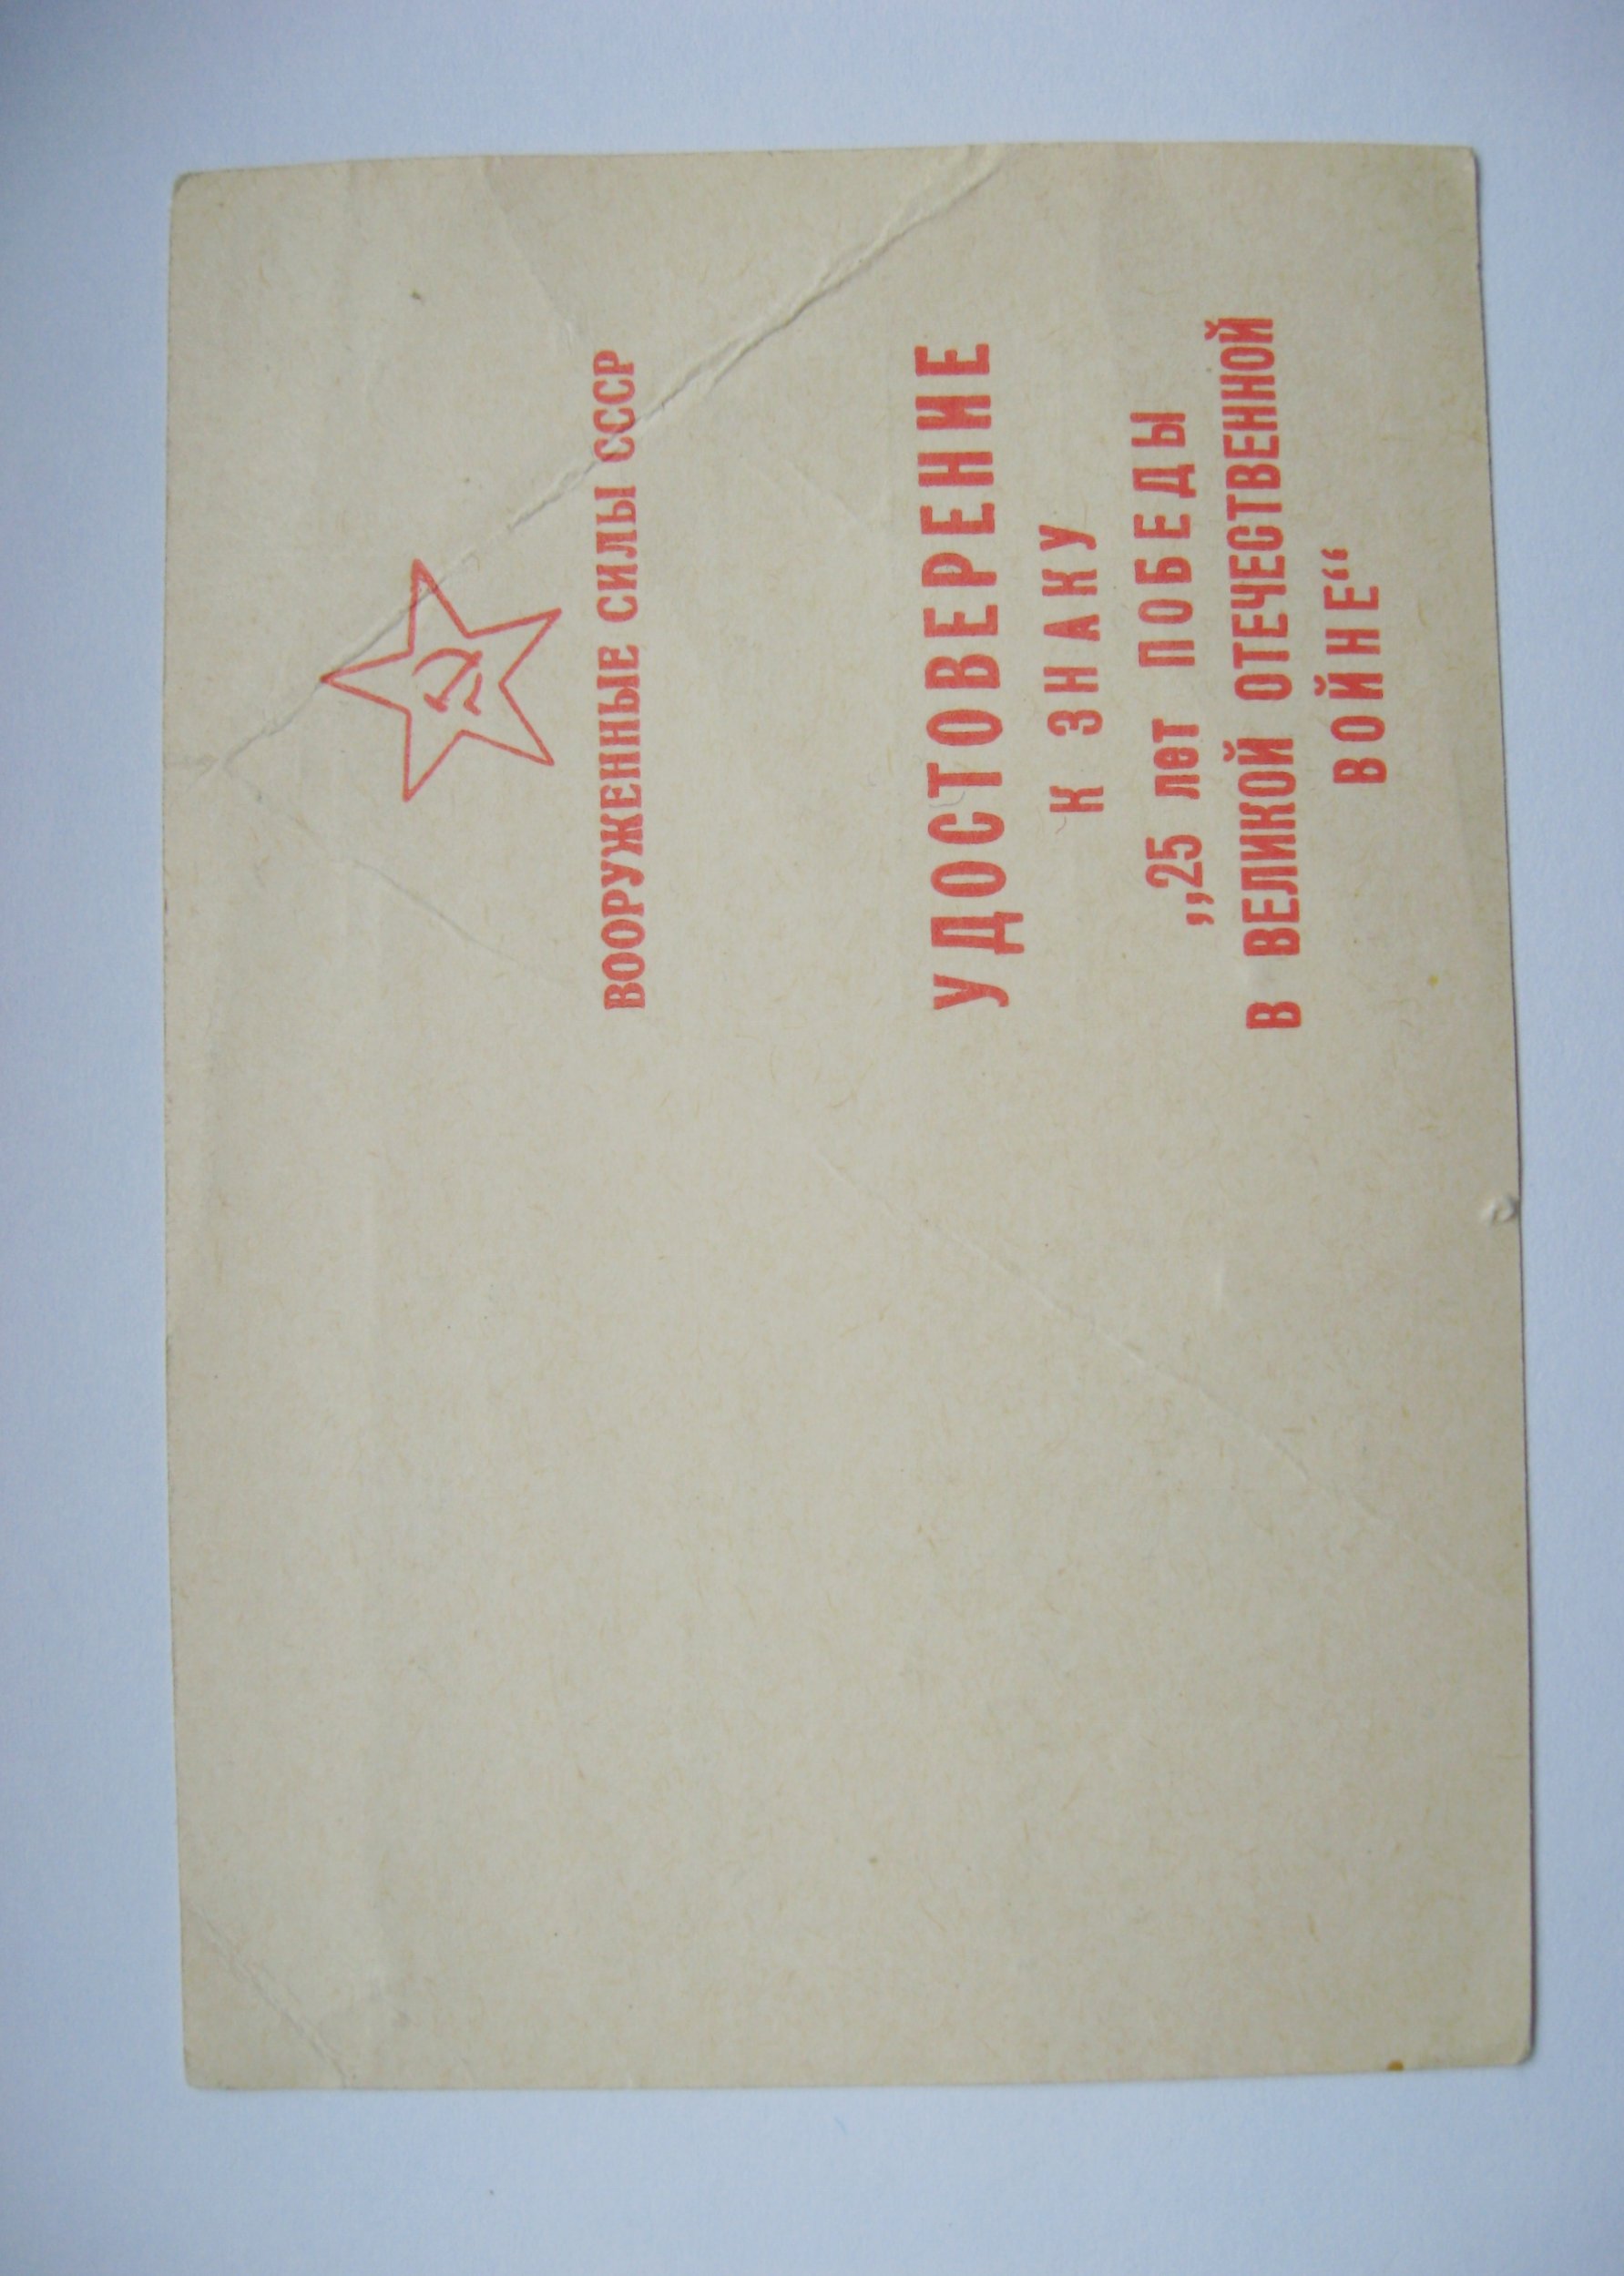 ВООРУЖЕННЫЕ СИЛЫ СССР
УДОСТОВЕРЕНИЕ
К ЗНАКУ
„25 лет ПОБЕДЫ
В ВЕЛИКОЙ ОТЕЧЕСТВЕННОЙ
ВОЙНЕ“